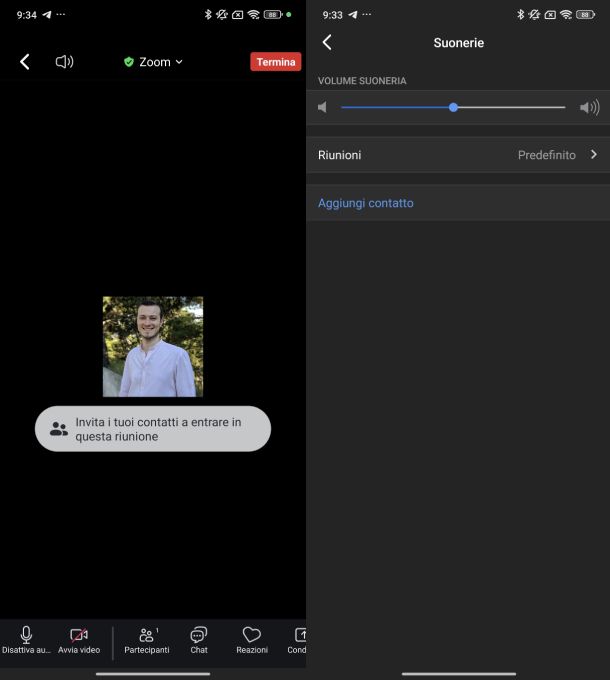 9:34
88
Zoom
Termina
Invita i tuoi contatti a entrare in
questa riunione
Disattiva au...
Avvia video
Partecipanti
1
Chat
Reazioni
Cond
9:33
88
Suonerie
VOLUME SUONERIA
Riunioni
Predefinito
Aggiungi contatto